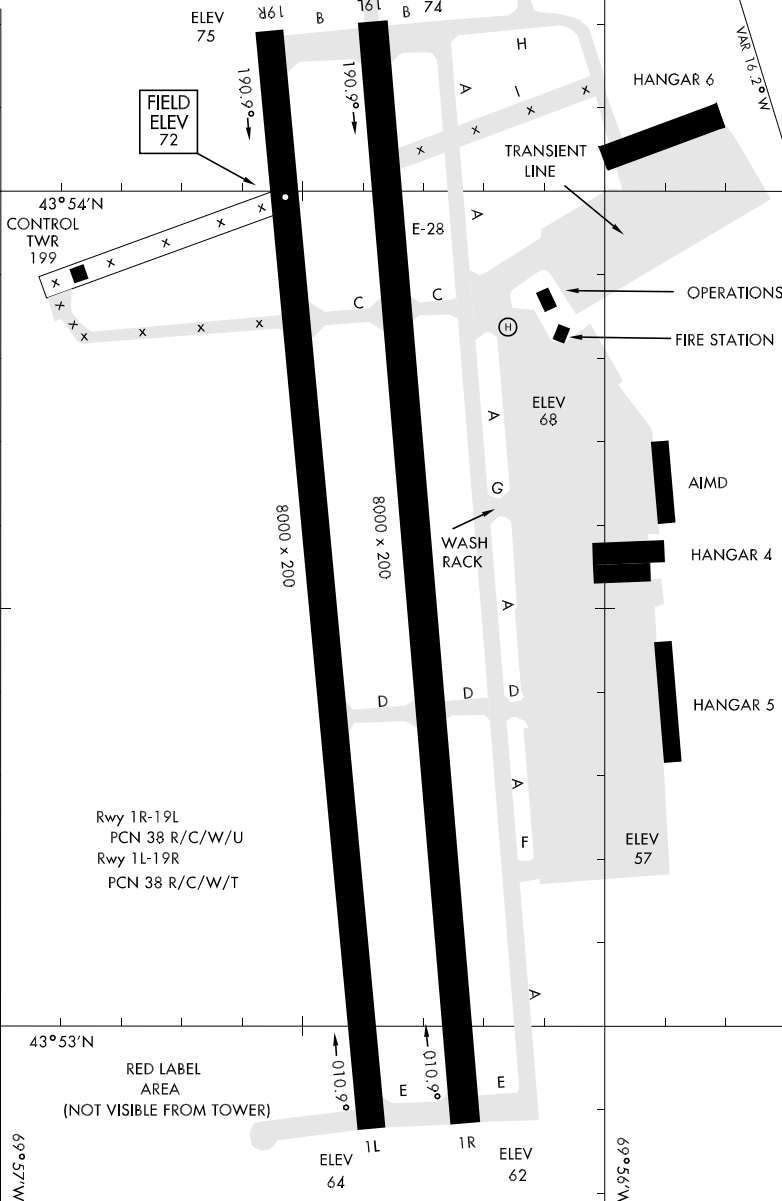 ELEV
75
19R
B
19L
B
74
H
VAR 16.2° W
190.9°
190.9°
A
I
HANGAR 6
FIELD
ELEV
72
x
x
x
x
TRANSIENT
LINE
43°54'N
CONTROL
TWR
199
x
x
x
x
x
A
E-28
OPERATIONS
C
C
x
x
x
x
x
x
H
FIRE STATION
ELEV
68
A
G
AIMD
8000 x 200
8000 x 200
WASH
RACK
HANGAR 4
A
D
D
D
HANGAR 5
A
Rwy 1R-19L
PCN 38 R/C/W/U
Rwy 1L-19R
PCN 38 R/C/W/T
F
ELEV
57
A
43°53'N
RED LABEL
AREA
(NOT VISIBLE FROM TOWER)
010.9°
010.9°
E
E
1L
1R
ELEV
64
ELEV
62
69°57'W
69°56'W